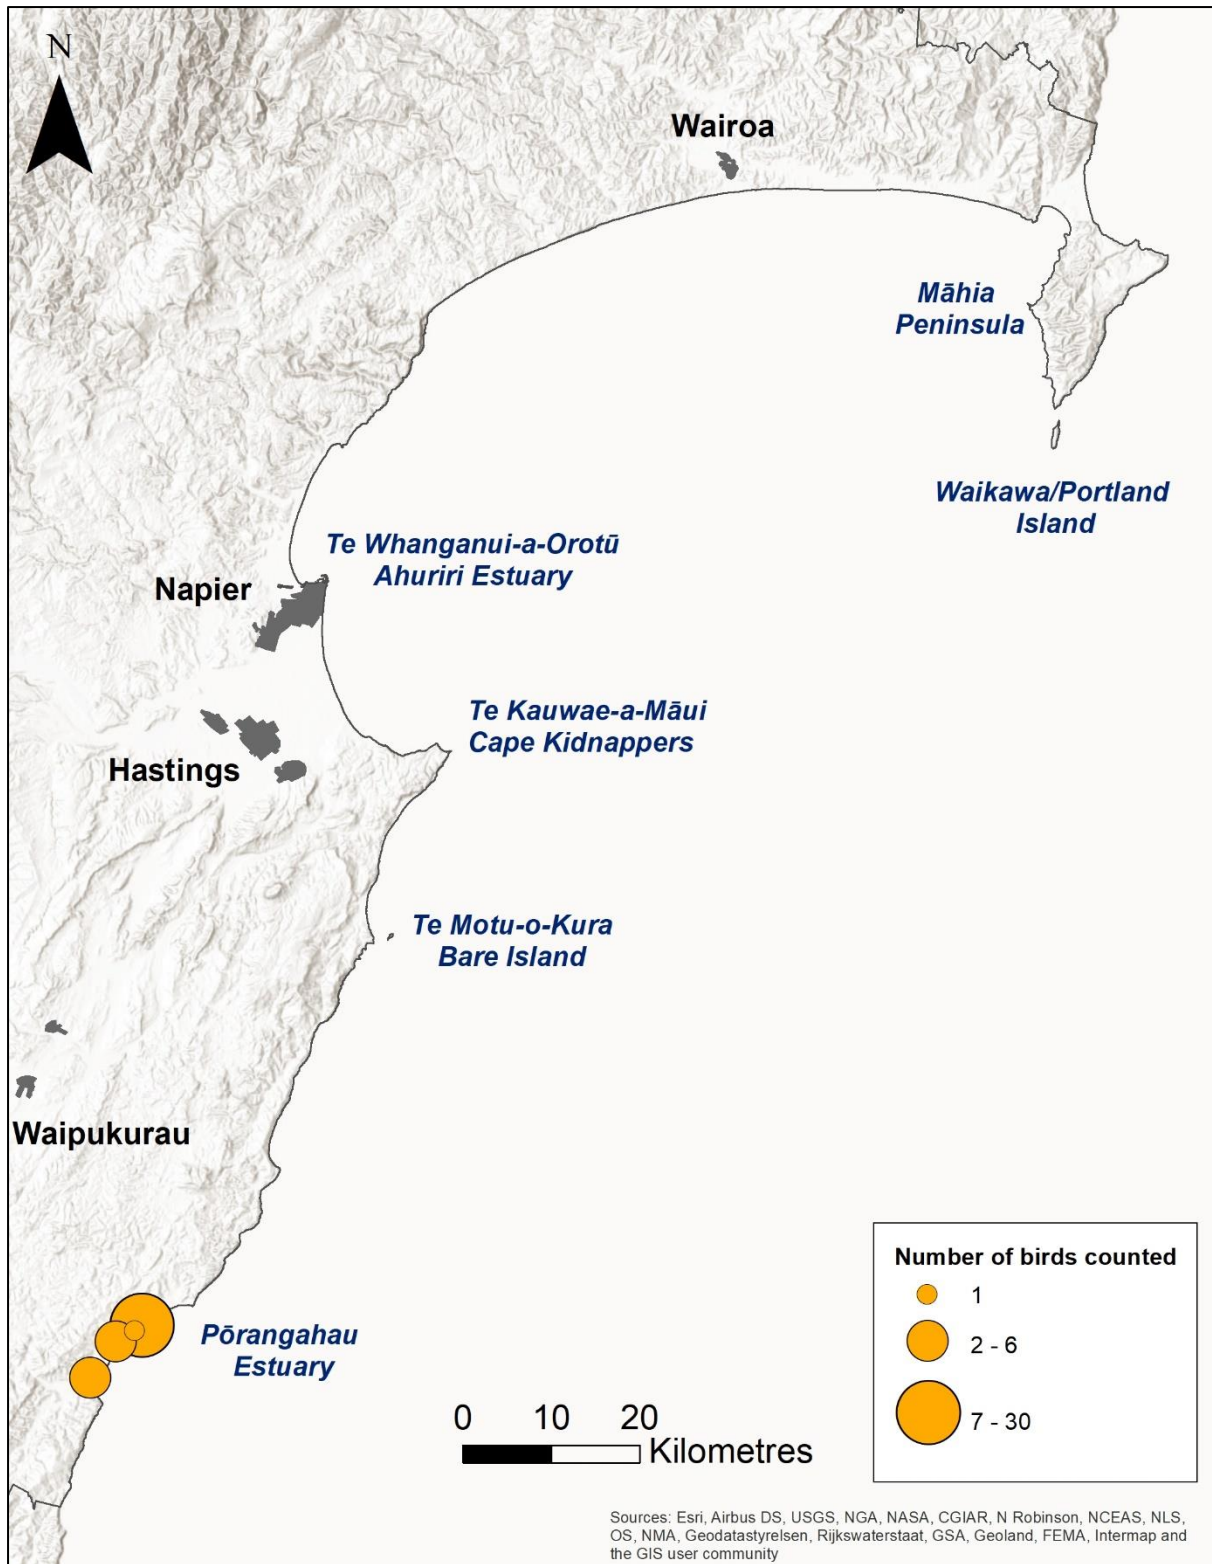 N
Wairoa
Māhia
Peninsula
Waikawa/Portland
Island
Te Whanganui-a-Orotū
Ahuriri Estuary
Napier
Te Kauwae-a-Māui
Cape Kidnappers
Hastings
Te Motu-o-Kura
Bare Island
Waipukurau
Pōrangahau
Estuary
Number of birds counted
1
2 - 6
7 - 30
0 10 20
Kilometres
Sources: Esri, Airbus DS, USGS, NGA, NASA, CGIAR, N Robinson, NCEAS, NLS,
OS, NMA, Geodatastyrelsen, Rijkswaterstaat, GSA, Geoland, FEMA, Intermap and
the GIS user community